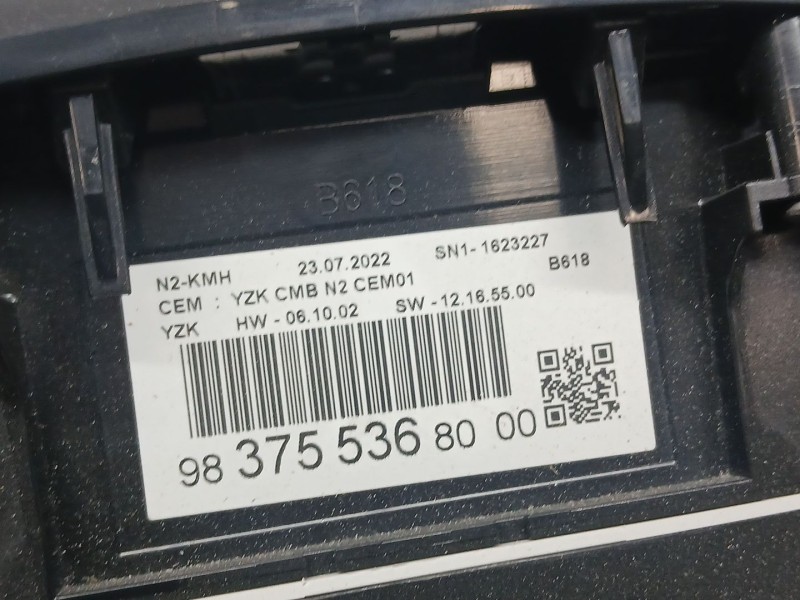 B618
N2-KMH 23.07.2022 SN1-1623227
CEM : YZK CMB N2 CEM01 B618
YZK HW - 06.10.02 SW - 12.16.55.00
98 375 536 80 00